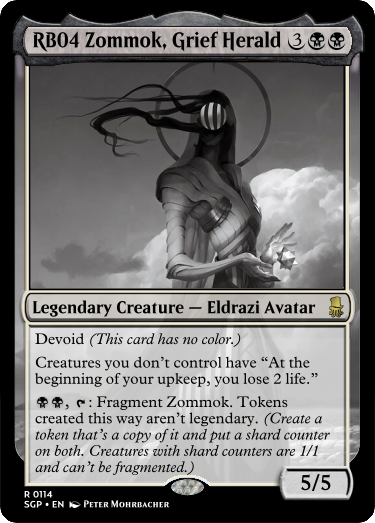 RB04 Zommok, Grief Herald 3
Legendary Creature — Eldrazi Avatar
Devoid (This card has no color.)
Creatures you don't control have “At the
beginning of your upkeep, you lose 2 life.”
, : Fragment Zommok. Tokens
created this way aren't legendary. (Create a
token that's a copy of it and put a shard counter
on both. Creatures with shard counters are 1/1
and can't be fragmented.)
5/5
R 0114
SGP • EN Peter Mohrbacher